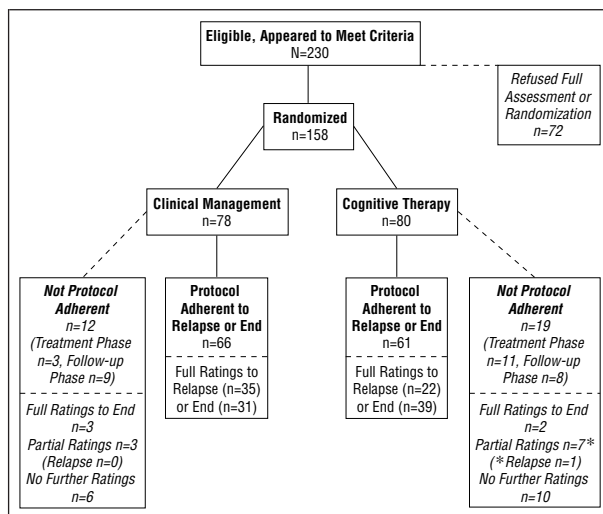 Eligible, Appeared to Meet Criteria
N=230
Refused Full
Assessment or
Randomization
n=72
Randomized
n=158
Clinical Management
n=78
Cognitive Therapy
n=80
Not Protocol
Adherent
n=12
(Treatment Phase
n=3, Follow-up
Phase n=9)
Full Ratings to End
n=3
Partial Ratings n=3
(Relapse n=0)
No Further Ratings
n=6
Protocol
Adherent to
Relapse or End
n=66
Full Ratings to
Relapse (n=35)
or End (n=31)
Protocol
Adherent to
Relapse or End
n=61
Full Ratings to
Relapse (n=22)
or End (n=39)
Not Protocol
Adherent
n=19
(Treatment Phase
n=11, Follow-up
Phase n=8)
Full Ratings to End
n=2
Partial Ratings n=7*
(*Relapse n=1)
No Further Ratings
n=10